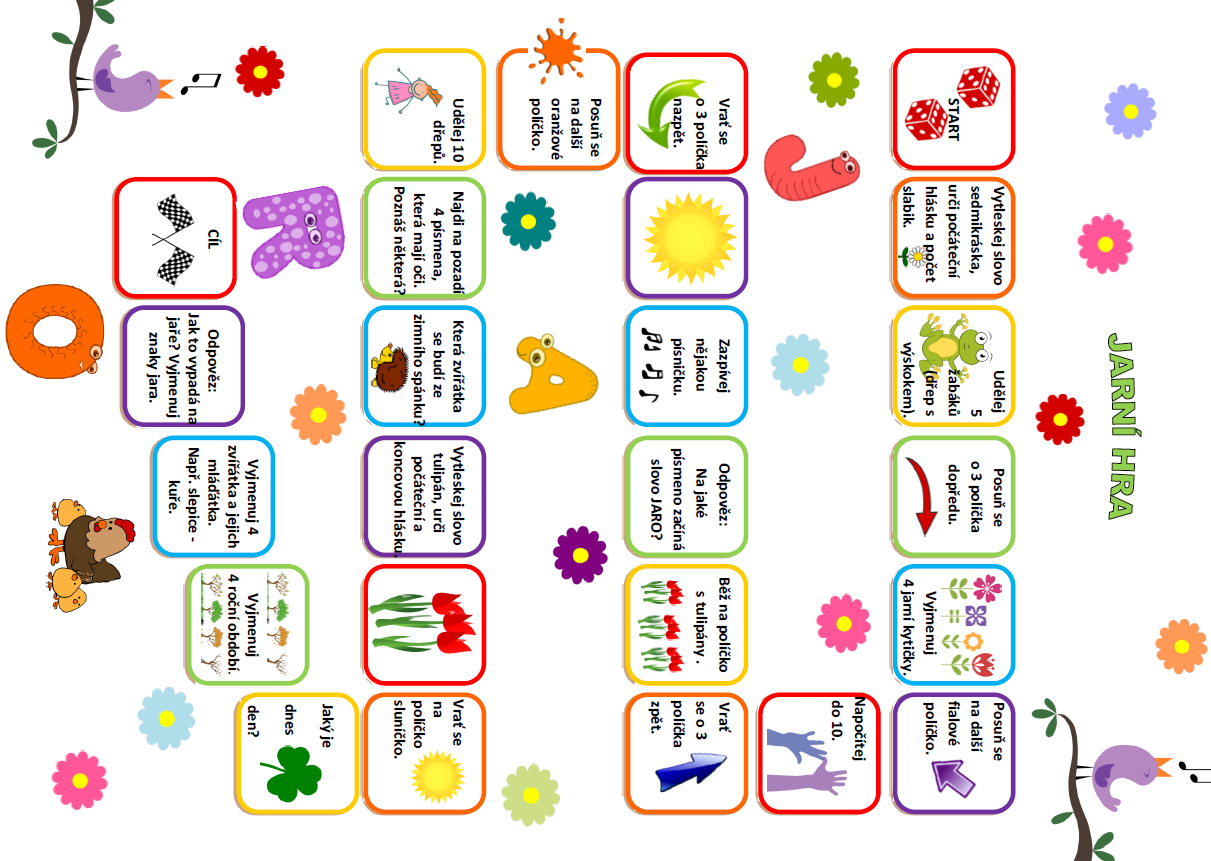 JARNÍ HRA
START
Vytleskej slovo
sedmikráska,
urči počáteční
hlásku a počet
slabik.
Udělej
5
žabáků
(dřep s
výskokem).
Posuň se
o 3 políčka
dopředu.
Vyjmenuj
4 jarní kytičky.
Posuň se
na další
fialové
políčko.
Napočítej
do 10.
Vrať
se o 3
políčka
zpět.
Běž na políčko
s tulipány .
Odpověz:
Na jaké
písmeno začíná
slovo JARO?
Zazpívej
nějakou
písničku.
Vrať se
o 3 políčka
nazpět.
Posuň se
na další
oranžové
políčko.
Udělej 10
dřepů.
Najdi na pozadí
4 písmena,
která mají oči.
Poznáš některá?
Která zvířátka
se budí ze
zimního spánku?
Vytleskej slovo
tulipán, urči
počáteční a
koncovou hlásku.
Vrať se
na
políčko
sluníčko.
Jaký je
dnes
den?
Vyjmenuj
4 roční období.
Vyjmenuj 4
zvířátka a jejich
mláďátka.
Např. slepice -
kuře.
Odpověz:
Jak to vypadá na
jaře? Vyjmenuj
znaky jara.
CÍL
J
A
R
O